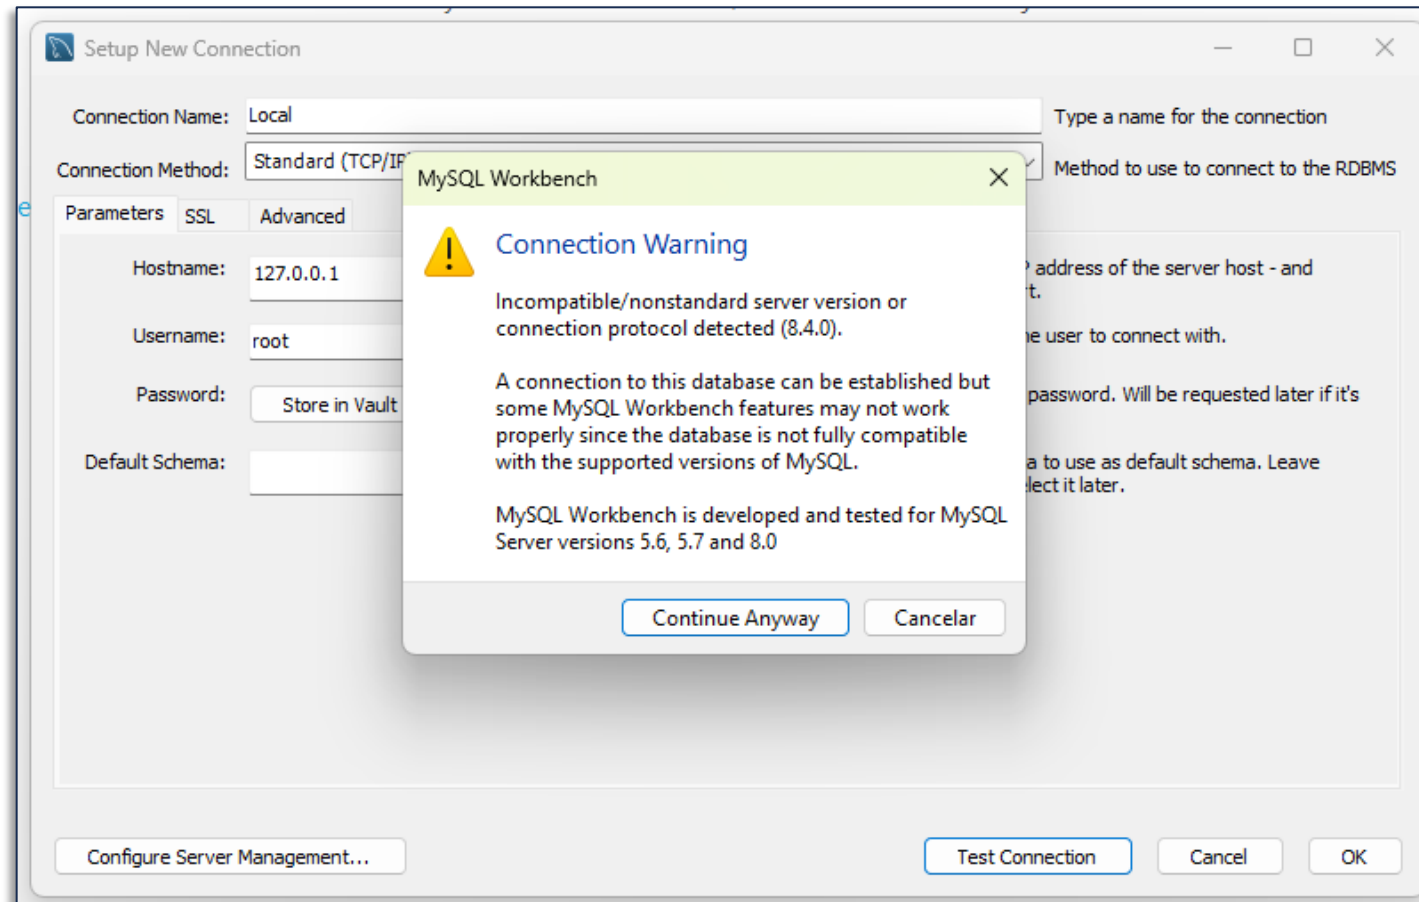 Setup New Connection
Connection Name: Local Type a name for the connection
Connection Method: Standard (TCP/IP) Method to use to connect to the RDBMS
Parameters SSL Advanced
Hostname: 127.0.0.1 address of the server host - and
t.
Username: root user to connect with.
Password: Store in Vault password. Will be requested later if it's
Default Schema: to use as default schema. Leave
it later.
MySQL Workbench
Connection Warning
Incompatible/nonstandard server version or
connection protocol detected (8.4.0).
A connection to this database can be established but
some MySQL Workbench features may not work
properly since the database is not fully compatible
with the supported versions of MySQL.
MySQL Workbench is developed and tested for MySQL
Server versions 5.6, 5.7 and 8.0
Continue Anyway Cancelar
Configure Server Management... Test Connection Cancel OK